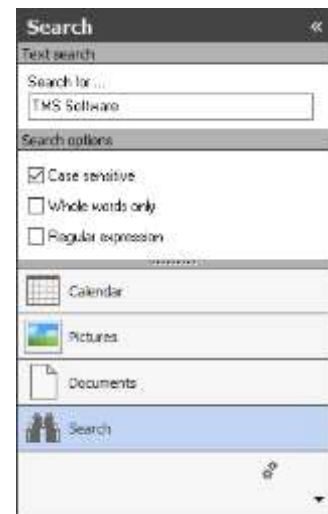 Search «
Text search
Search for ...
TMS Software
Search options
Case sensitive
Whole words only
Regular expression
Calendar
Pictures
Documents
Search